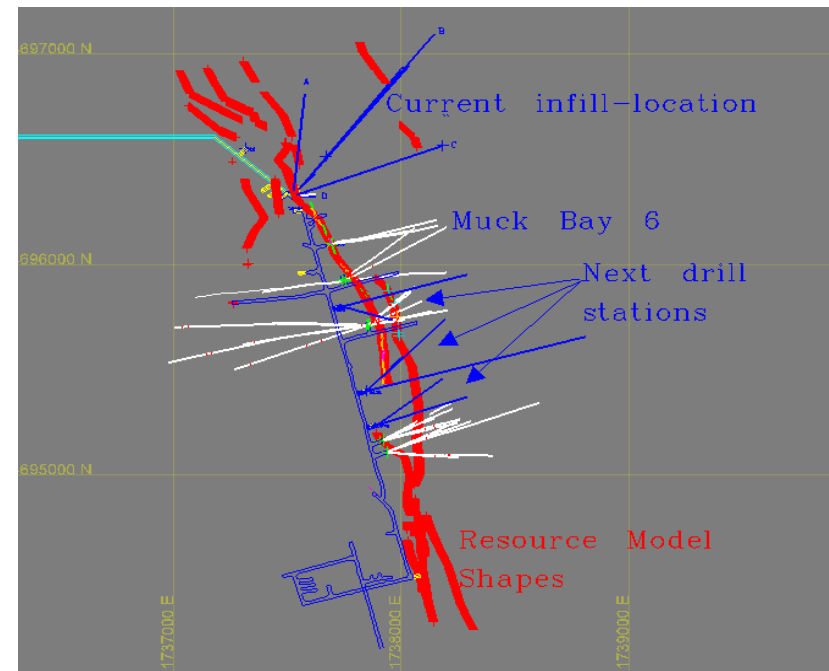 B
697000 N
A
Current infill-location
C
D
Muck Bay 6
696000 N
Next drill
stations
695000 N
Resource Model
Shapes
1737000 E
1738000 E
1739000 E